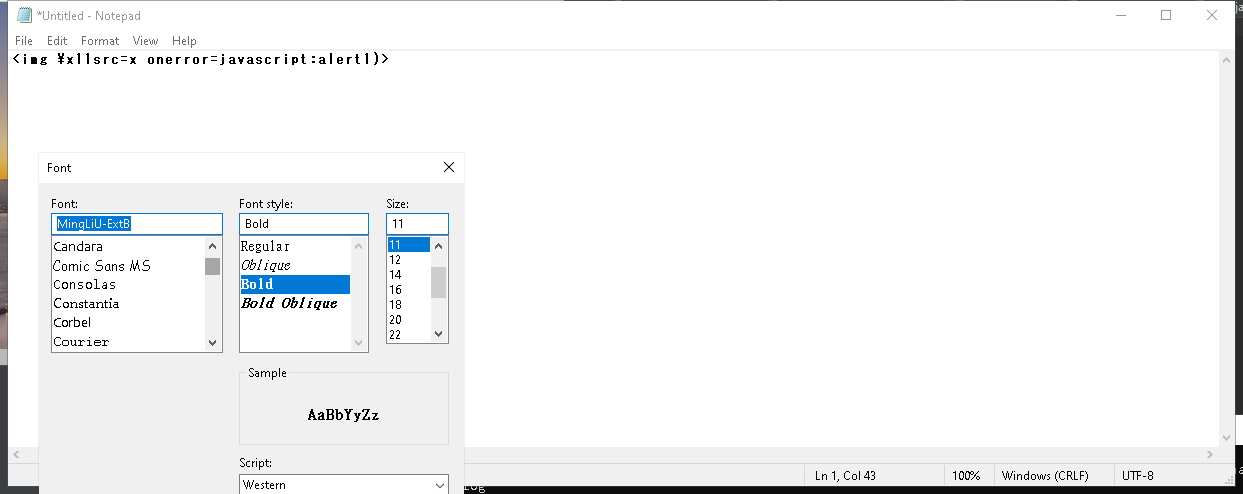 *Untitled - Notepad
File Edit Format View Help
<img ¥x11src=x onerror=javascript:alert1)>
Font
Font: Font style: Size:
MingLiU-ExtB Bold 11
Candara Regular 11
Comic Sans MS Oblique 12
Consolas Bold 14
Constantia Bold Oblique 16
Corbel 18
Courier 20
22
Sample
AaBbYyZz
Script:
Western
Ln 1, Col 43 100% Windows (CRLF) UTF-8